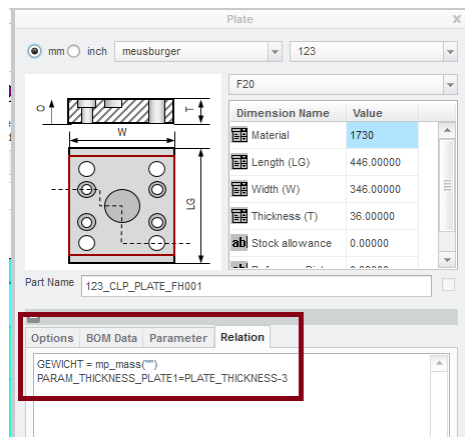 Plate X
mm inch meusburger 123
F20
O T
W
LG
Dimension Name Value
Material 1730
Length (LG) 446.00000
Width (W) 346.00000
Thickness (T) 36.00000
ab Stock allowance 0.00000
Part Name 123_CLP_PLATE_FH001
Options BOM Data Parameter Relation
GEWICHT = mp_mass("")
PARAM_THICKNESS_PLATE1=PLATE_THICKNESS-3